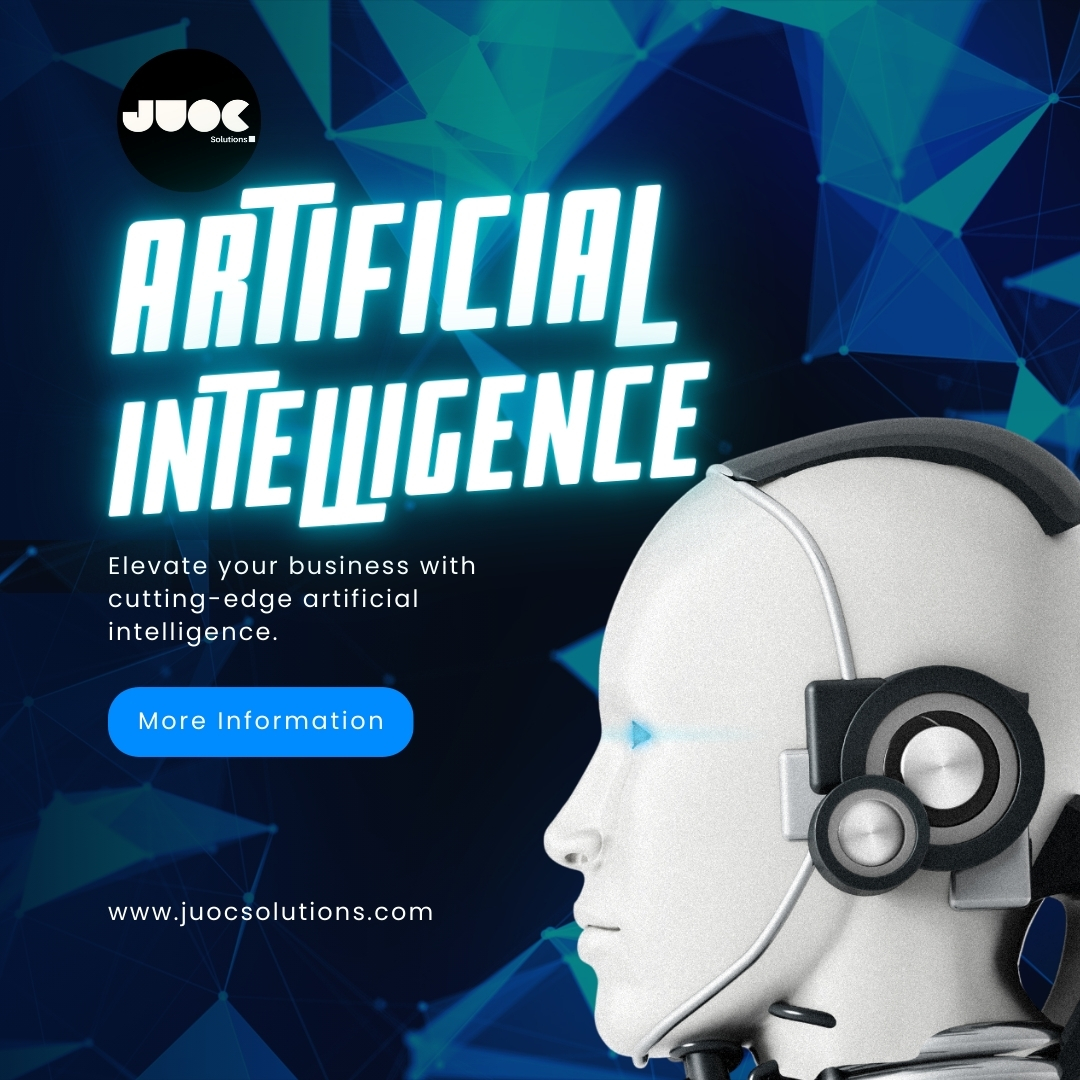 JUOC
Solutions
ARTIFICIAL
INTELLIGENCE
Elevate your business with
cutting-edge artificial
intelligence.
More Information
www.juocsolutions.com